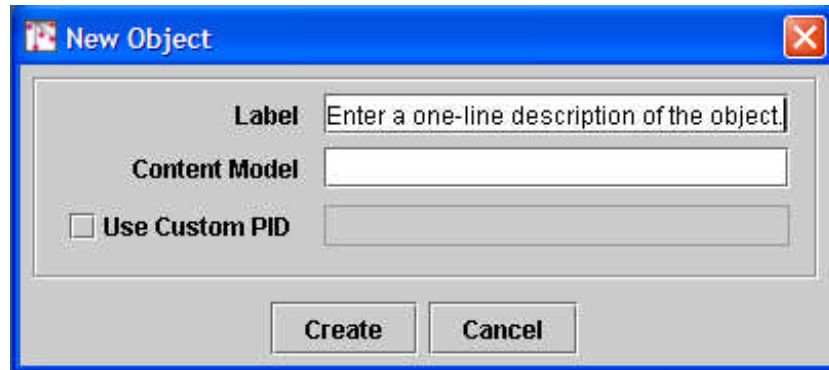 New Object
Label Enter a one-line description of the object.
Content Model
Use Custom PID
Create Cancel